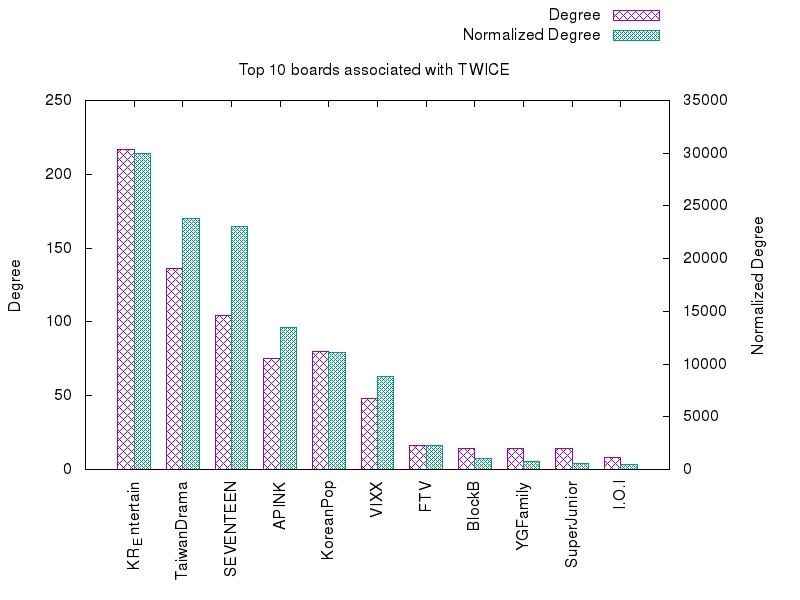 Degree
Normalized Degree
Top 10 boards associated with TWICE
250
200
150
100
50
0
35000
30000
25000
20000
15000
10000
5000
0
Degree
Normalized Degree
KREntertain
TaiwanDrama
SEVENTEEN
APINK
KoreanPop
VIXX
FTV
BlockB
YGFamily
SuperJunior
I.O.I